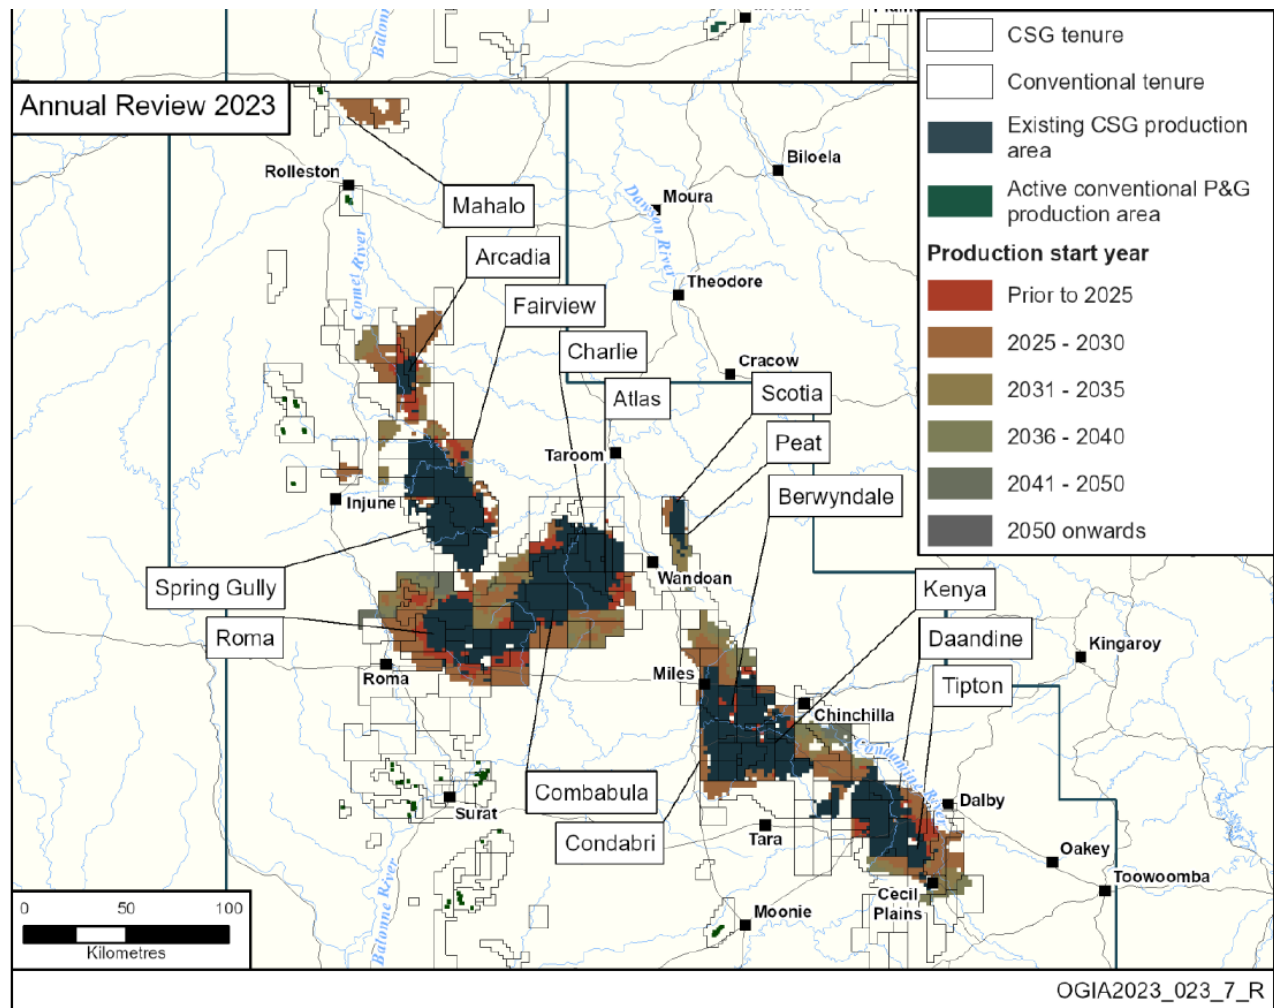 CSG tenure
Conventional tenure
Existing CSG production
area
Active conventional P&G
production area
Production start year
Prior to 2025
2025 - 2030
2031 - 2035
2036 - 2040
2041 - 2050
2050 onwards
Annual Review 2023
Rolleston
Mahalo
Moura
Biloela
Dawson River
Comet River
Arcadia
Theodore
Fairview
Charlie
Cracow
Atlas
Scotia
Taroom
Peat
Injune
Berwyndale
Spring Gully
Wandoan
Kenya
Roma
Daandine
Kingaroy
Roma
Miles
Tipton
Chinchilla
Condamine River
Combabula
Surat
Dalby
Condabri
Tara
Oakey
Toowoomba
Cecil
Plains
Moonie
Balonne River
0 50 100
Kilometres
OGIA2023_023_7_R